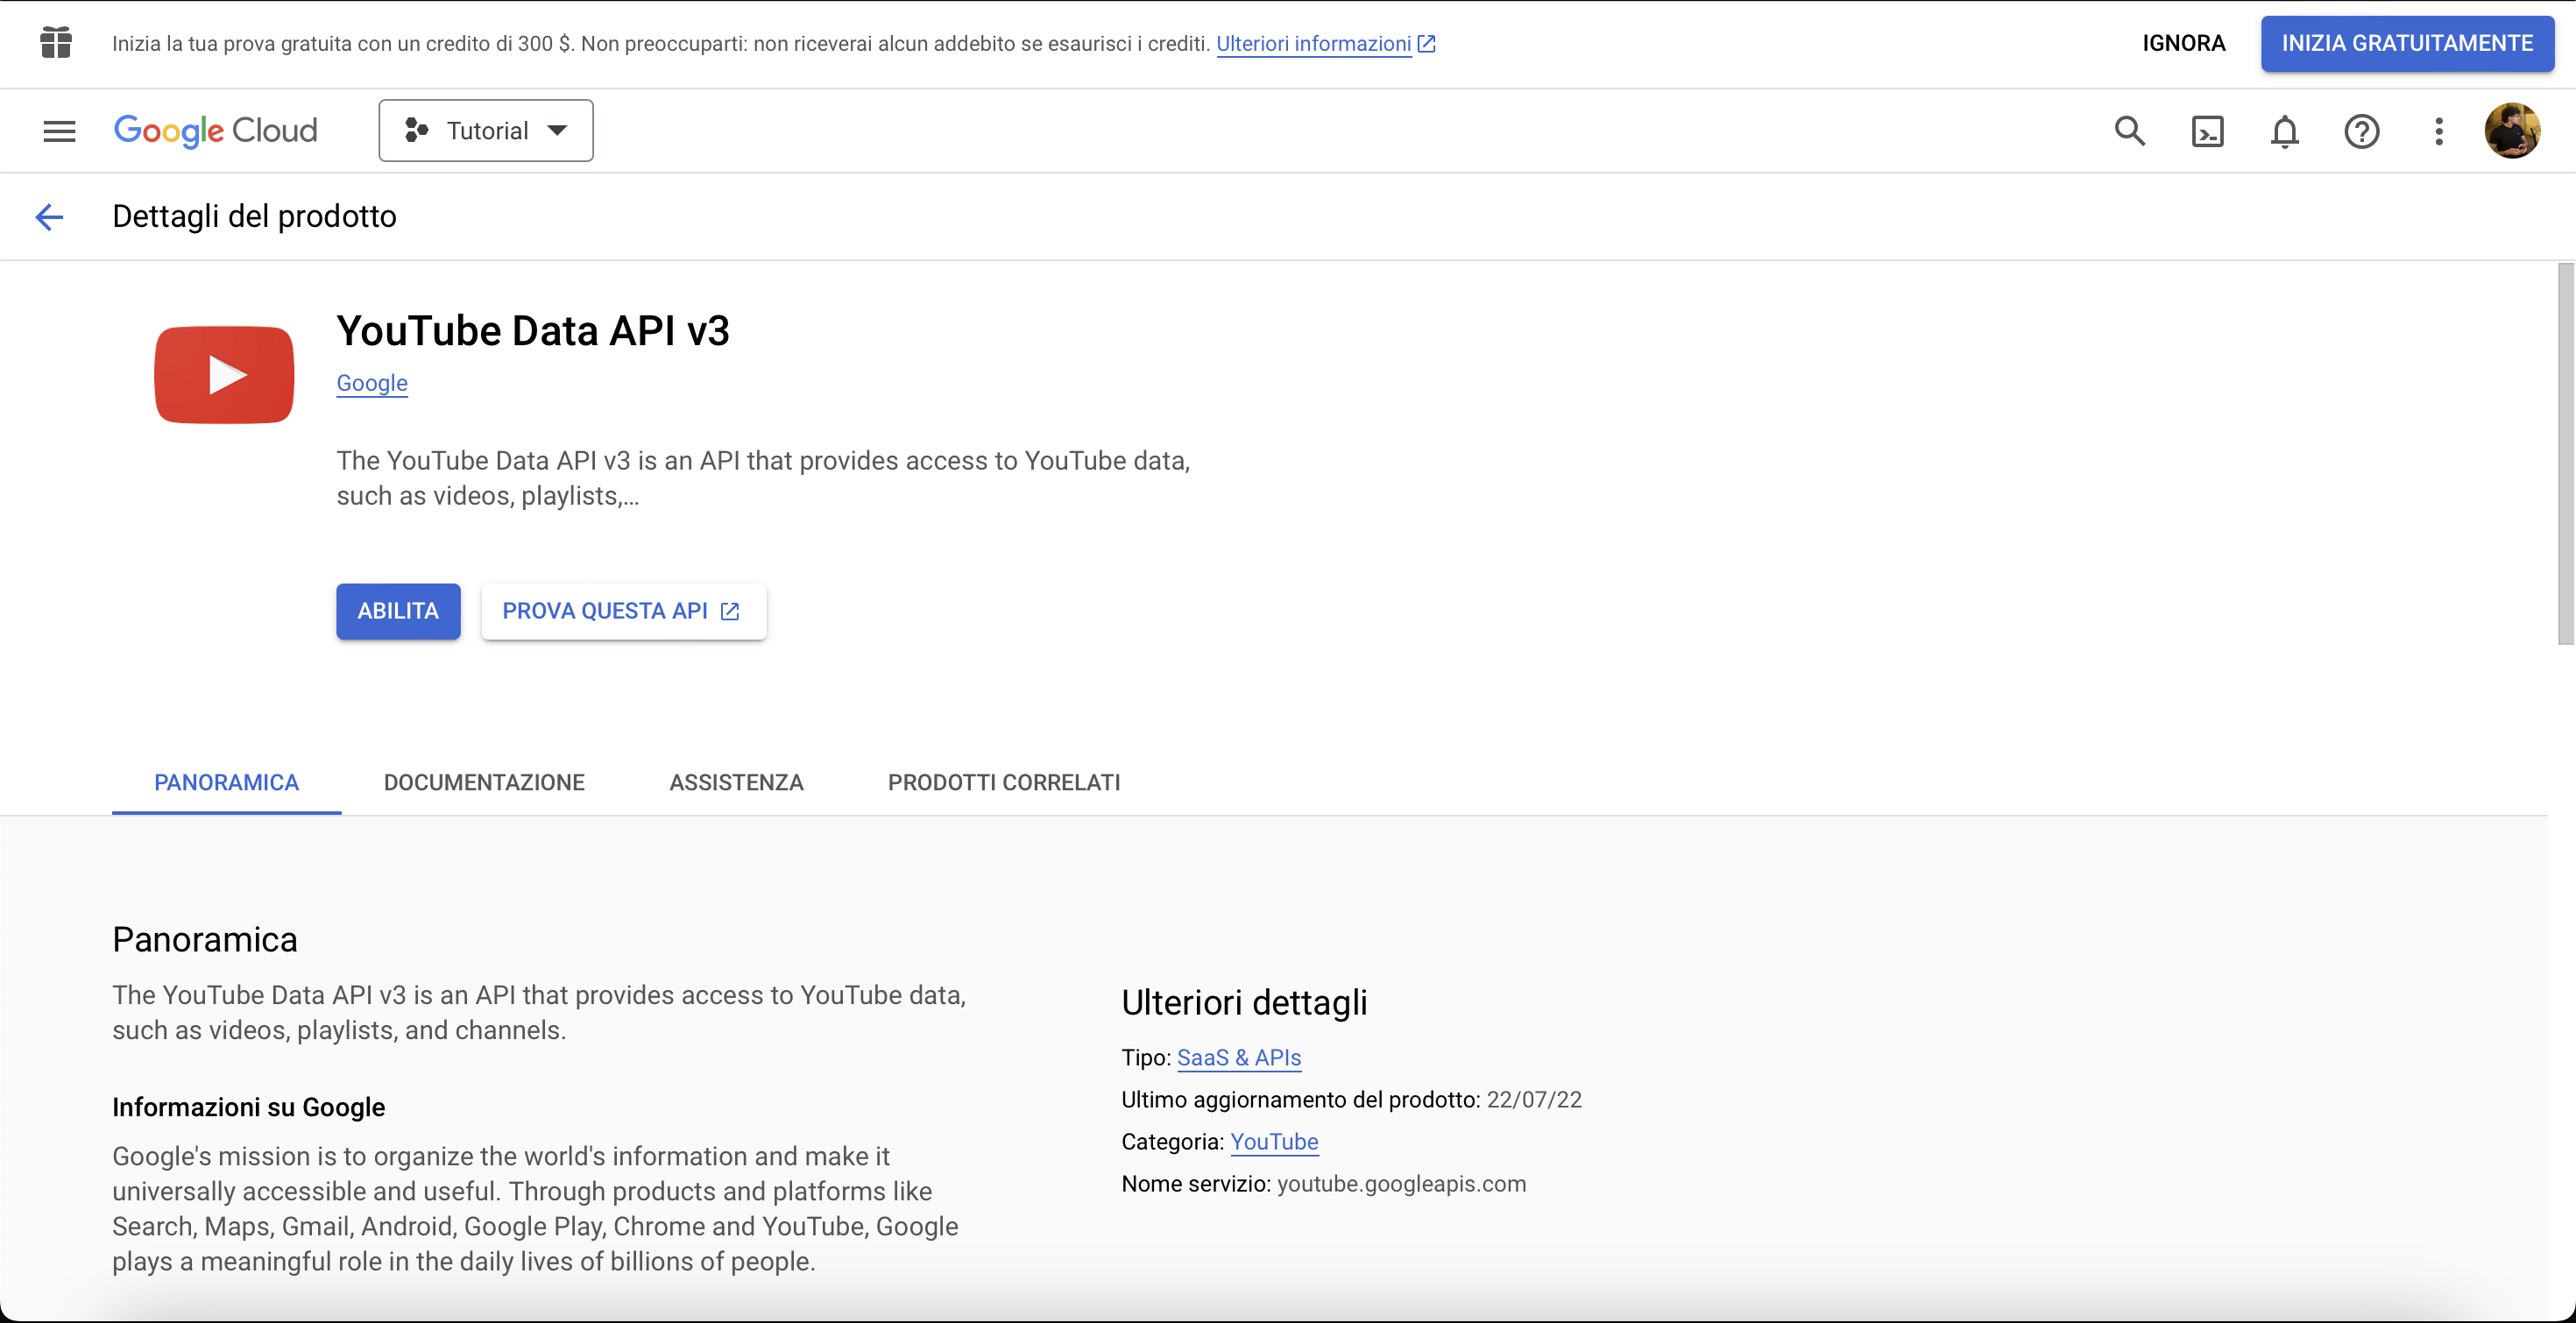 Inizia la tua prova gratuita con un credito di 300 $. Non preoccuparti: non riceverai alcun addebito se esaurisci i crediti. Ulteriori informazioni
IGNORA
INIZIA GRATUITAMENTE
Google Cloud
Tutorial
Dettagli del prodotto
YouTube Data API v3
Google
The YouTube Data API v3 is an API that provides access to YouTube data,
such as videos, playlists,...
ABILITA
PROVA QUESTA API
PANORAMICA
DOCUMENTAZIONE
ASSISTENZA
PRODOTTI CORRELATI
Panoramica
The YouTube Data API v3 is an API that provides access to YouTube data,
such as videos, playlists, and channels.
Informazioni su Google
Google's mission is to organize the world's information and make it
universally accessible and useful. Through products and platforms like
Search, Maps, Gmail, Android, Google Play, Chrome and YouTube, Google
plays a meaningful role in the daily lives of billions of people.
Ulteriori dettagli
Tipo: SaaS & APIs
Ultimo aggiornamento del prodotto: 22/07/22
Categoria: YouTube
Nome servizio: youtube.googleapis.com